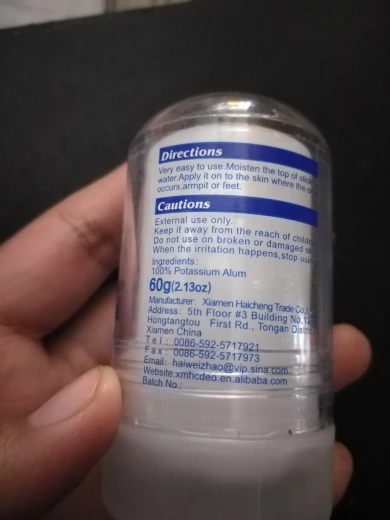 Directions
Very easy to use.Moisten the top of stick
water.Apply it on to the skin where the
occurs,armpit or feet.
Cautions
External use only.
Keep it away from the reach of
Do not use on broken or damaged
When the irritation happens,stop
Ingredients:
100% Potassium Alum
60g(2.13oz)
Manufacturer: Xiamen Haicheng Trade Co.
Address: 5th Floor #3 Building No.
Hongtangtou First Rd., Tongan
Xiamen China
Tel: 0086-592-5717921
Fax: 0086-592-5717973
Email: haiweizhao@vip.sina.com
Website:xmhcdeo.en.alibaba.com
Batch No.: